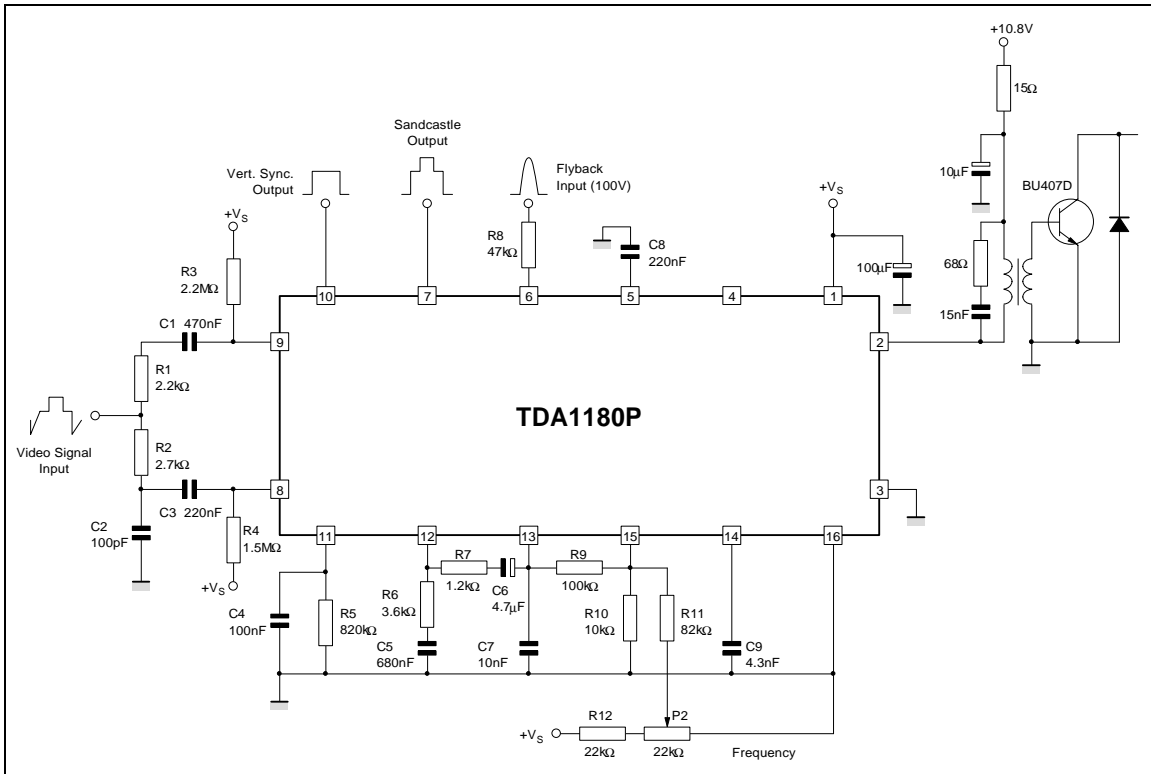 +10.8V
15Ω
Sandcastle
Output
Vert. Sync.
Output
Flyback
Input (100V)
10µF
BU407D
+VS
+VS
R3
2.2MΩ
R8
47kΩ
C8
220nF
100µF
68Ω
15nF
10
7
6
5
4
1
C1 470nF
9
2
R1
2.2kΩ
TDA1180P
Video Signal
Input
R2
2.7kΩ
8
3
C3 220nF
C2
100pF
R4
1.5MΩ
+VS
11
12
13
15
14
16
R7
1.2kΩ
C6
4.7µF
R9
100kΩ
C4
100nF
R5
820kΩ
R6
3.6kΩ
C5
680nF
C7
10nF
R10
10kΩ
R11
82kΩ
C9
4.3nF
+VS
R12
22kΩ
P2
22kΩ
Frequency